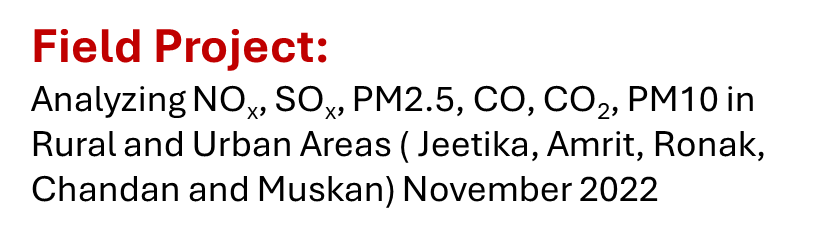 Field Project:
Analyzing NOₓ, SOₓ, PM2.5, CO, CO₂, PM10 in
Rural and Urban Areas ( Jeetika, Amrit, Ronak,
Chandan and Muskan) November 2022